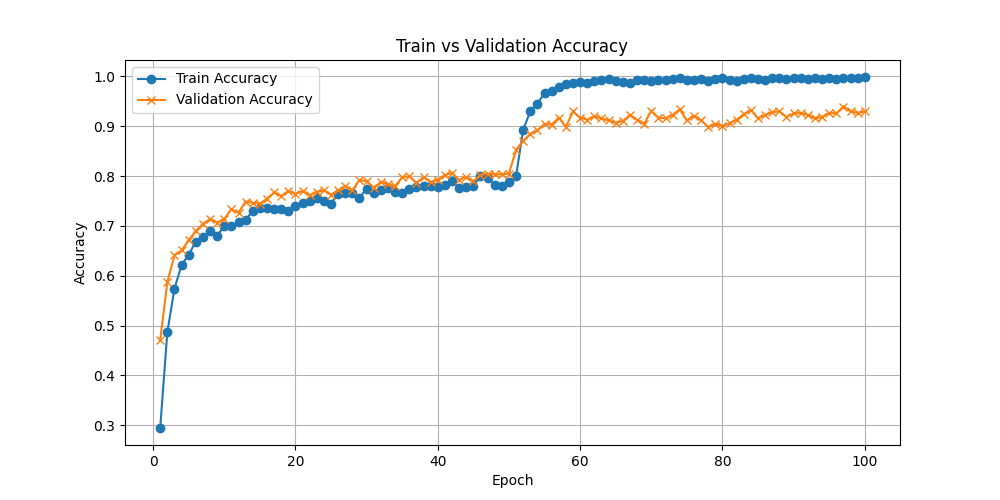 Train vs Validation Accuracy
Train Accuracy
Validation Accuracy
1.0
0.9
0.8
0.7
0.6
0.5
0.4
0.3
Accuracy
0 20 40 60 80 100
Epoch